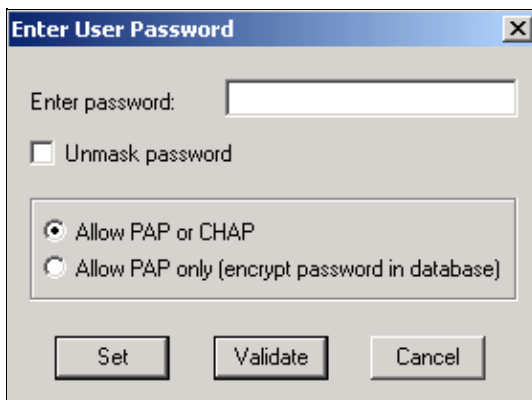 Enter User Password
Enter password:
Unmask password
Allow PAP or CHAP
Allow PAP only (encrypt password in database)
Set Validate Cancel